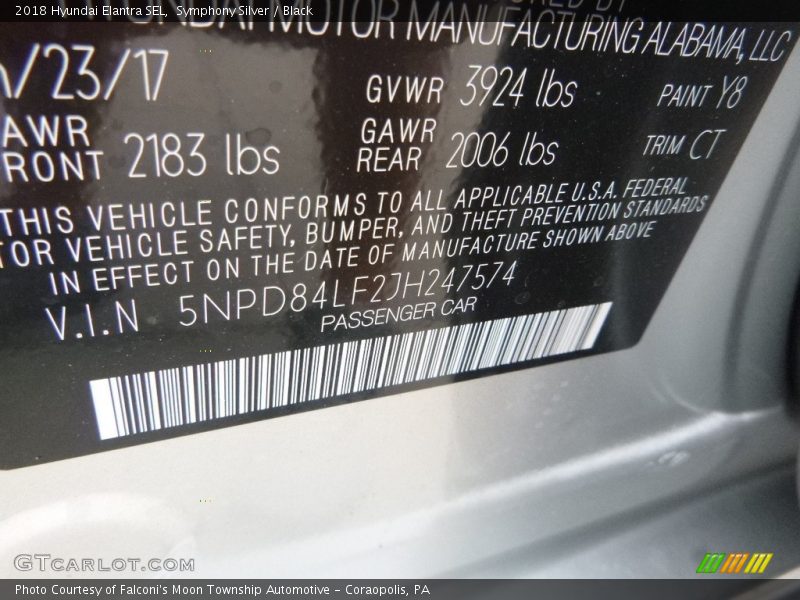 2018 Hyundai Elantra SEL, Symphony Silver / Black
MOTOR MANUFACTURING ALABAMA, LLC
/23/17
GVWR 3924 lbs
PAINT Y8
AWR
FRONT 2183 lbs
GAWR
REAR 2006 lbs
TRIM CT
THIS VEHICLE CONFORMS TO ALL APPLICABLE U.S.A. FEDERAL
TOR VEHICLE SAFETY, BUMPER, AND THEFT PREVENTION STANDARDS
IN EFFECT ON THE DATE OF MANUFACTURE SHOWN ABOVE
V.I.N 5NPD84LF2JH247574
PASSENGER CAR
GTCARLOT.COM
Photo Courtesy of Falconi's Moon Township Automotive - Coraopolis, PA